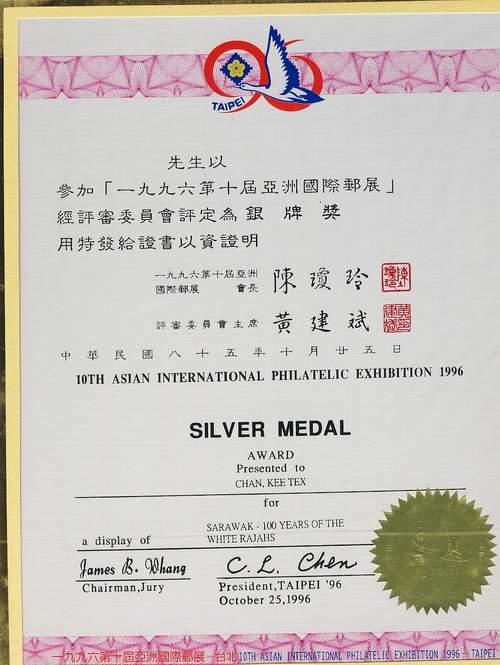 TAIPEI
先生以
參加「一九九六第十屆亞洲國際郵展」
經評審委員會評定為銀牌獎
用特發給證書以資證明
一九九六第十屆亞洲
國際郵展 會長 陳瓊玲
評審委員會主席 黃建斌
中華民國八十五年十月廿五日
10TH ASIAN INTERNATIONAL PHILATELIC EXHIBITION 1996
SILVER MEDAL
AWARD
Presented to
CHAN, KEE TEX
for
a display of SARAWAK - 100 YEARS OF THE
WHITE RAJAHS
James B. Whang C. L. Chen
Chairman,Jury President,TAIPEI '96
October 25,1996
一九九六第十屆亞洲國際郵展 台北 10TH ASIAN INTERNATIONAL PHILATELIC EXHIBITION 1996 - TAIPEI